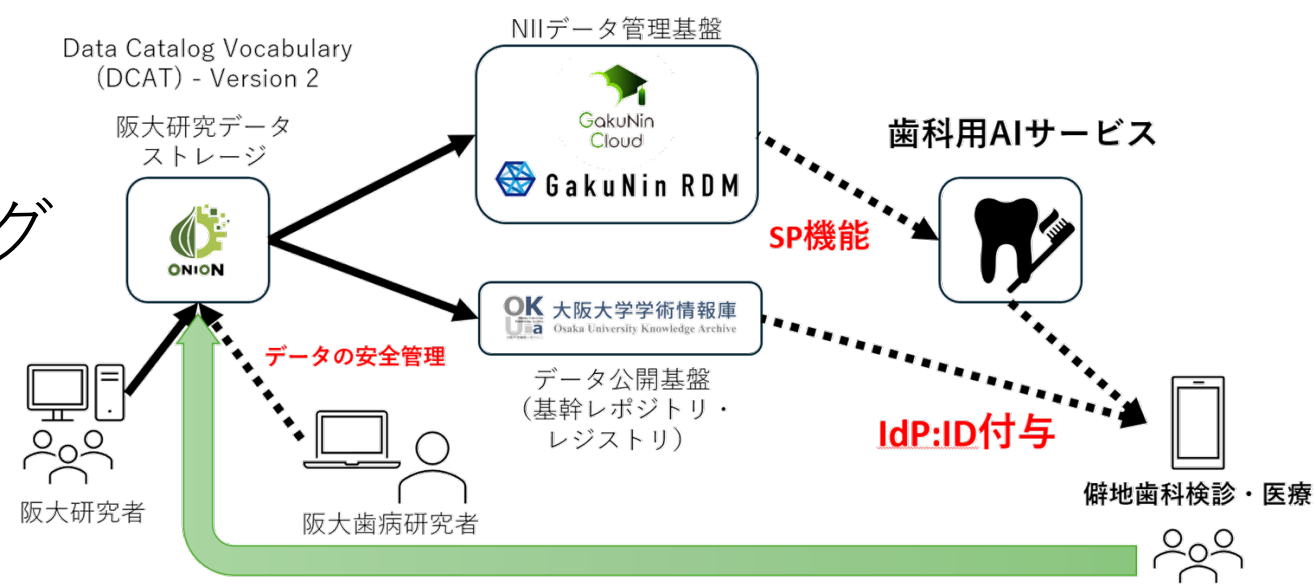 NIIデータ管理基盤
Data Catalog Vocabulary
(DCAT) - Version 2
阪大研究データ
ストレージ
GakuNin
Cloud
GakuNin RDM
歯科用AIサービス
グ
ONION
SP機能
OK
U:a
大阪大学学術情報庫
Osaka University Knowledge Archive
データの安全管理
データ公開基盤
（基幹レポジトリ・
レジストリ）
IdP:ID付与
阪大研究者
阪大歯病研究者
僻地歯科検診・医療